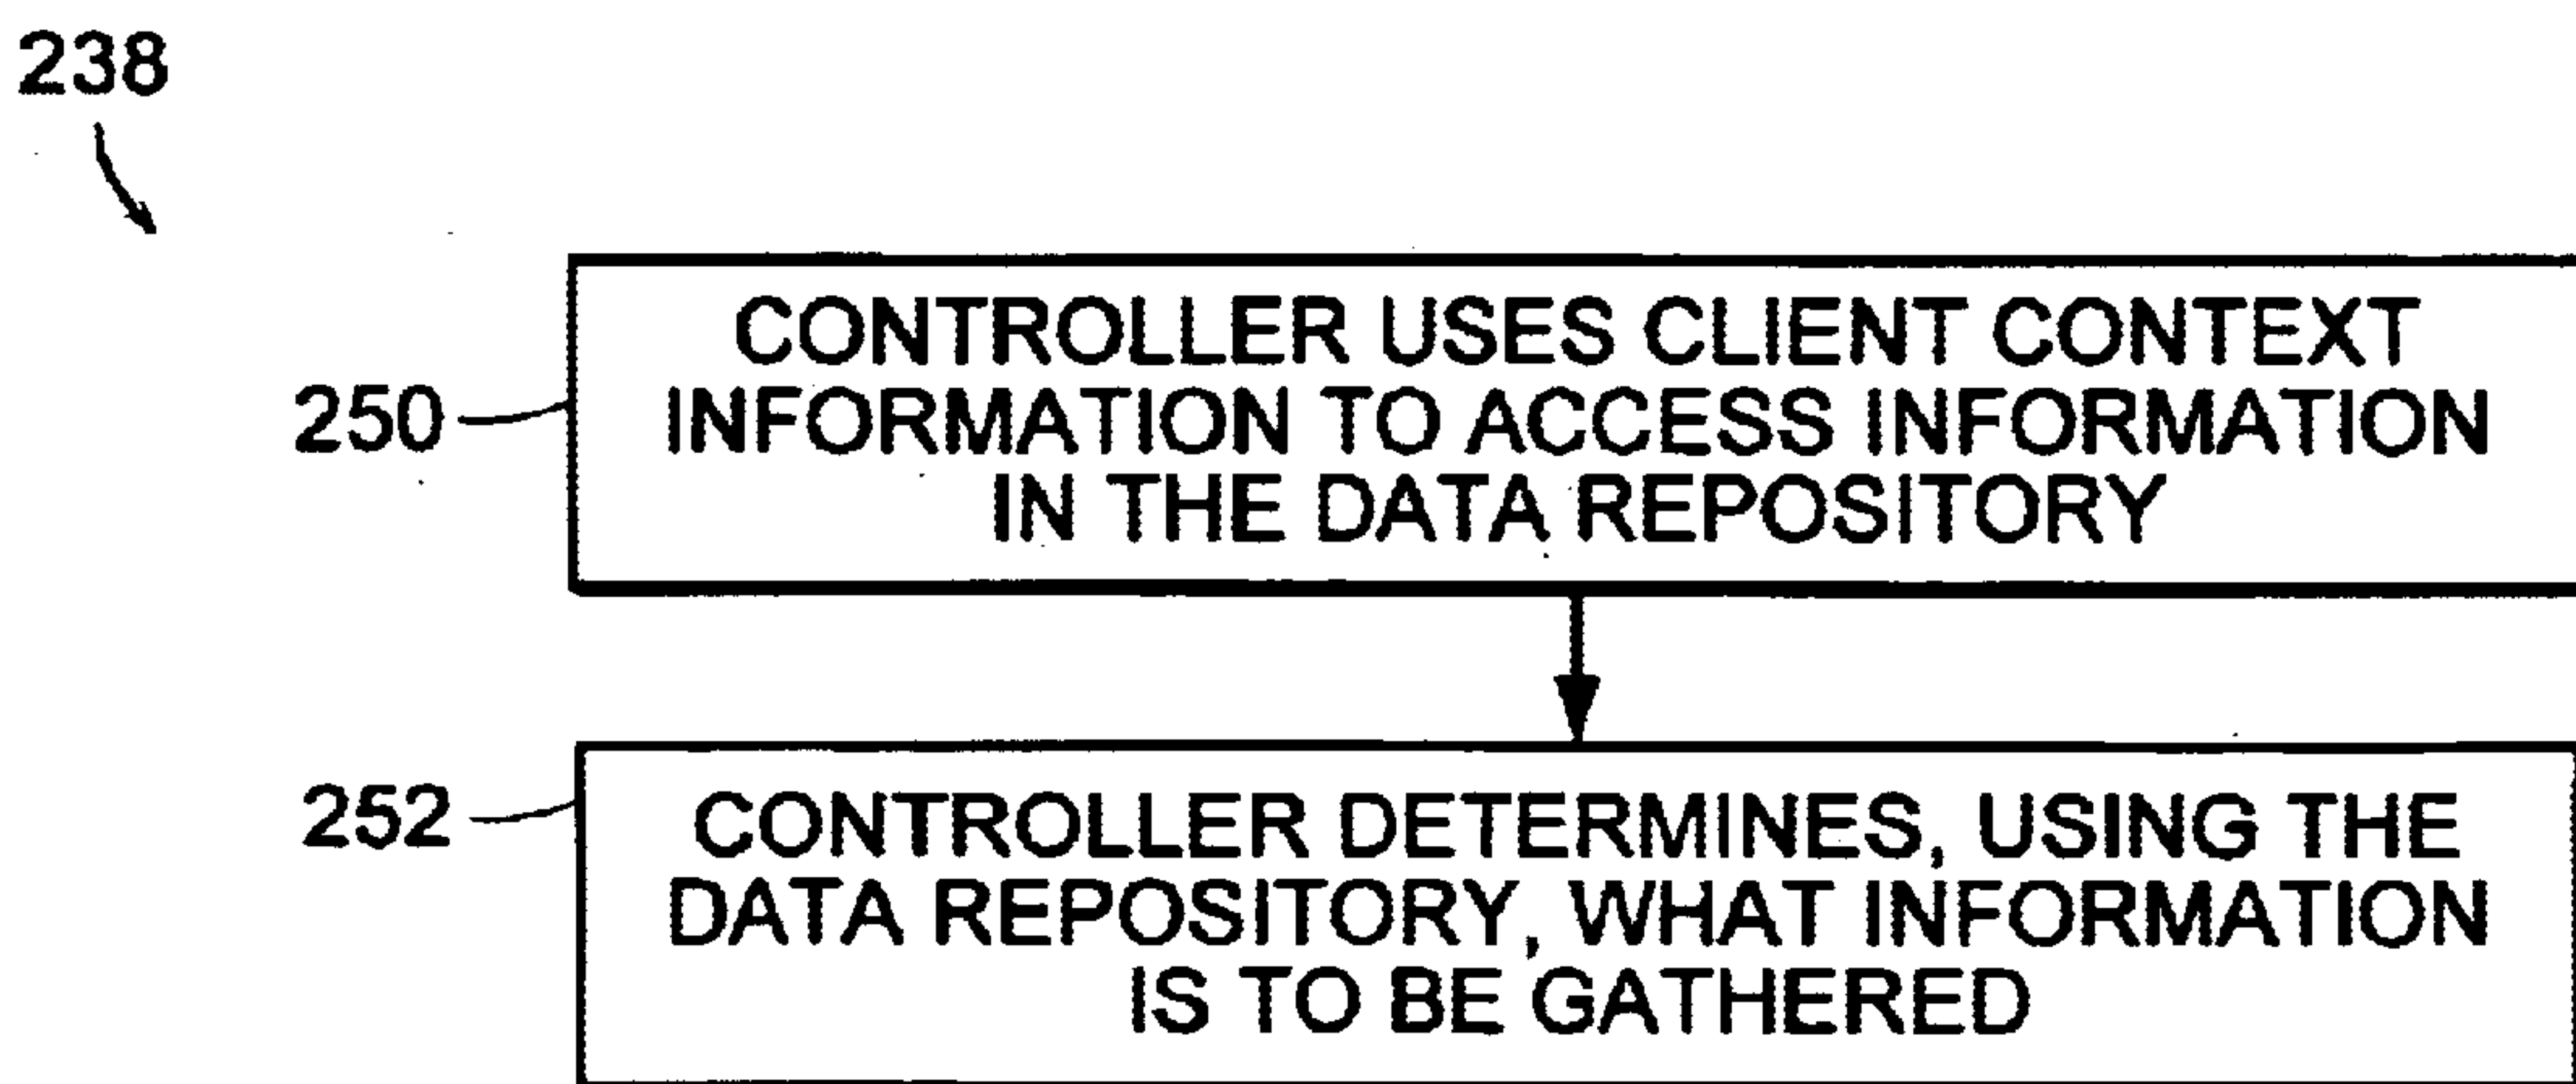 238
250
CONTROLLER USES CLIENT CONTEXT
INFORMATION TO ACCESS INFORMATION
IN THE DATA REPOSITORY
252
CONTROLLER DETERMINES, USING THE
DATA REPOSITORY, WHAT INFORMATION
IS TO BE GATHERED